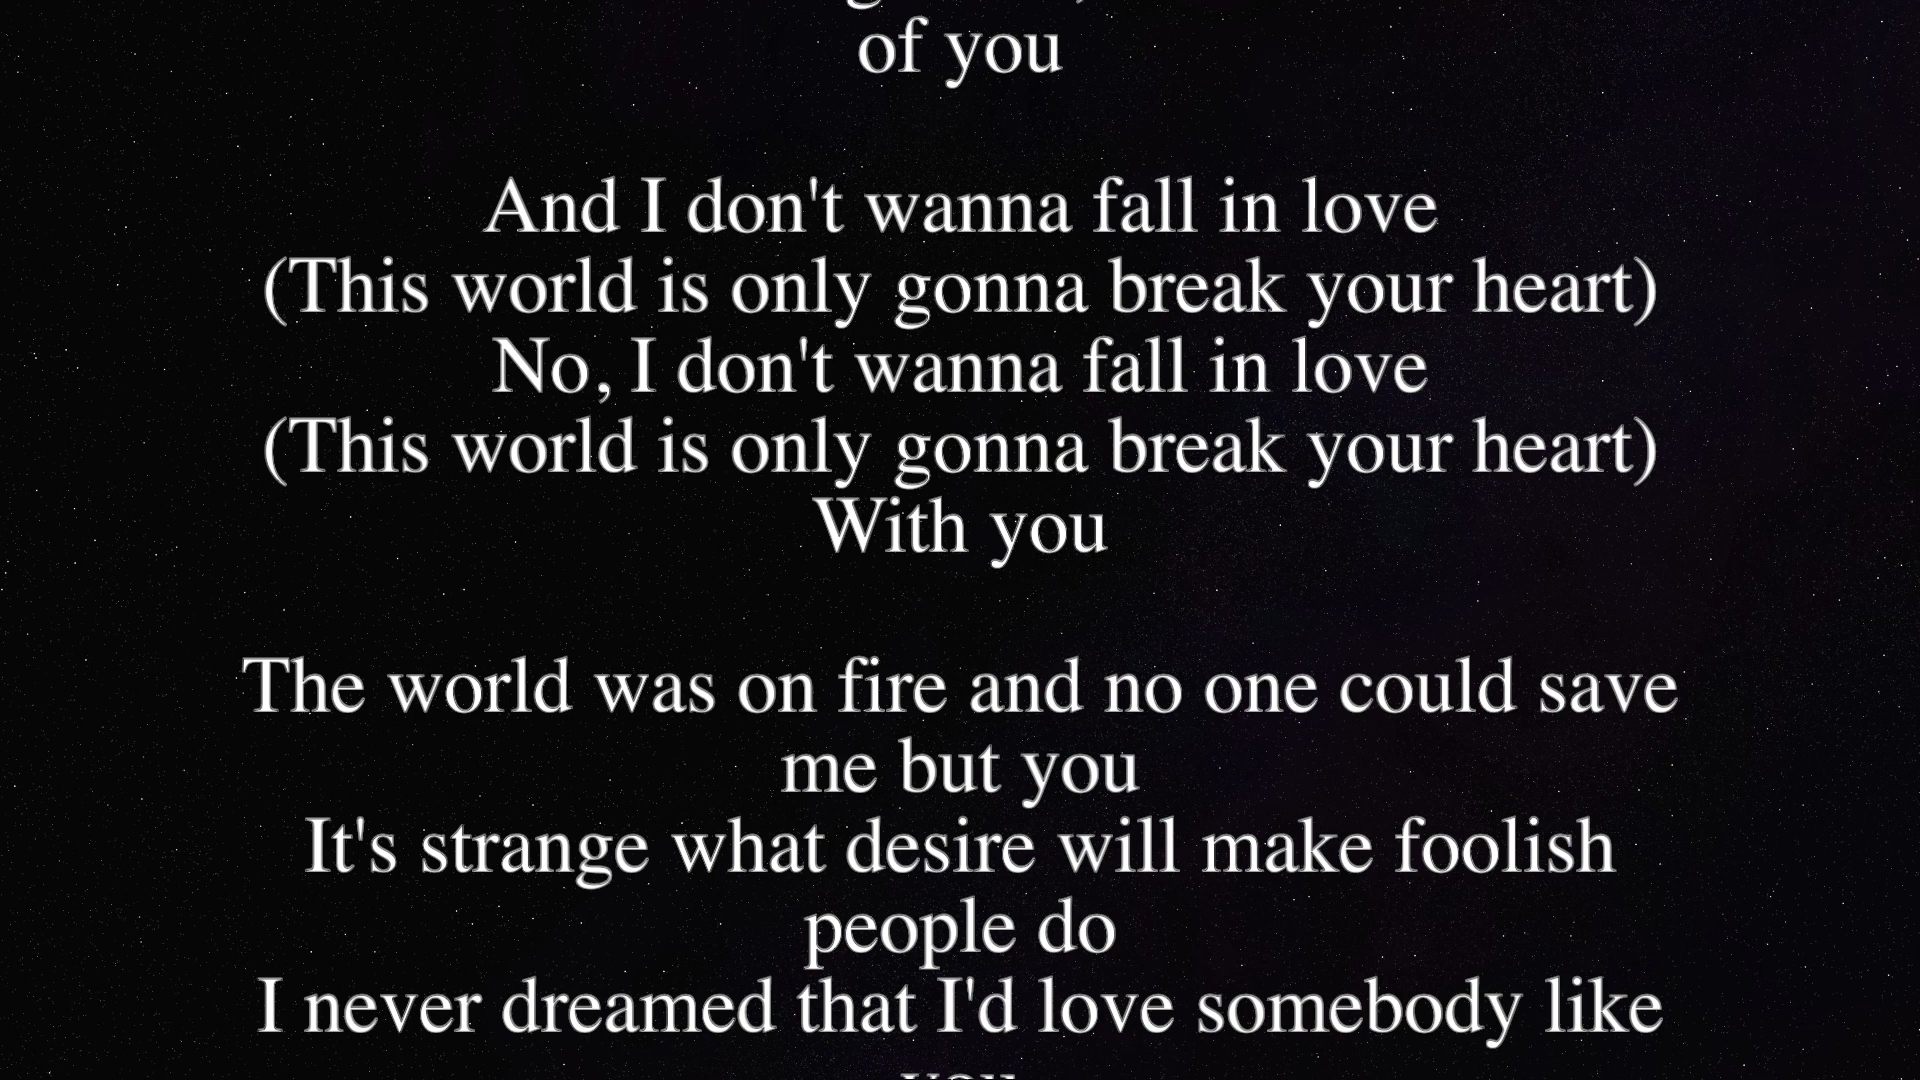 of you
And I don't wanna fall in love
(This world is only gonna break your heart)
No, I don't wanna fall in love
(This world is only gonna break your heart)
With you
The world was on fire and no one could save
me but you
It's strange what desire will make foolish
people do
I never dreamed that I'd love somebody like
you